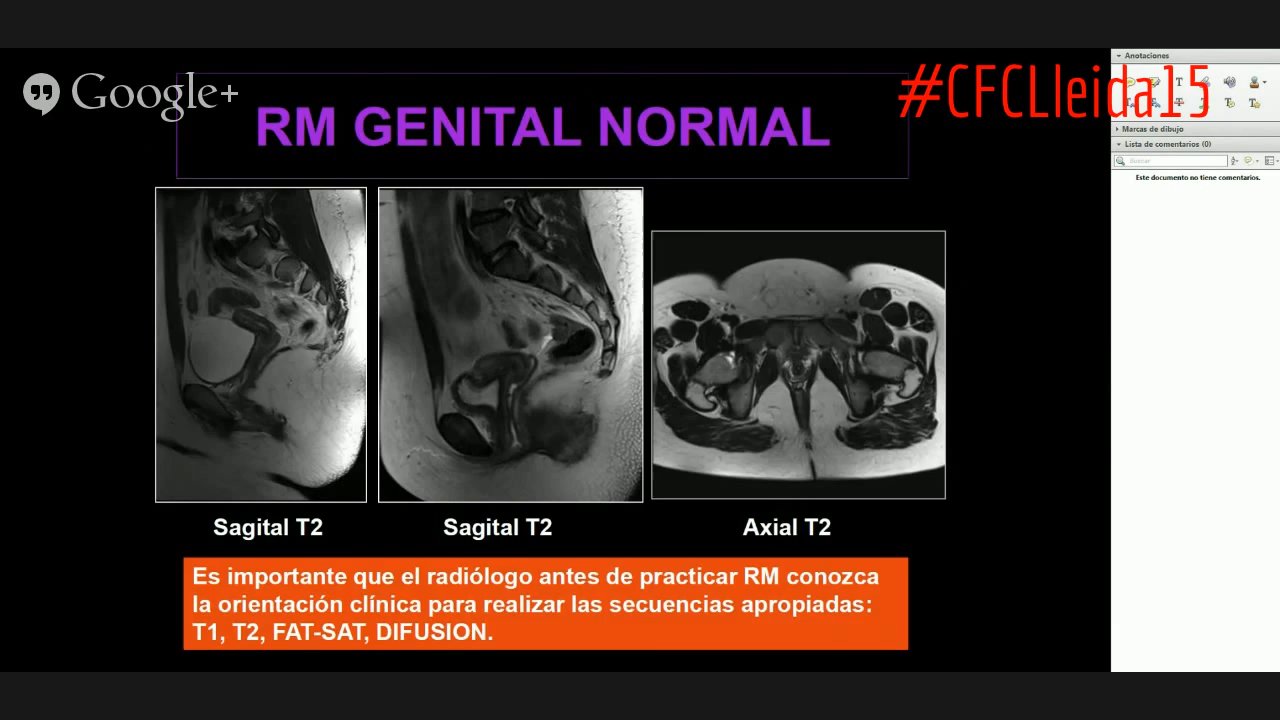 Google+
#CFCLleida15
RM GENITAL NORMAL
Sagital T2
Sagital T2
Axial T2
Es importante que el radiólogo antes de practicar RM conozca
la orientación clínica para realizar las secuencias apropiadas:
T1, T2, FAT-SAT, DIFUSION.
Anotaciones
Marcas de dibujo
Lista de comentarios (0)
Buscar
Este documento no tiene comentarios.